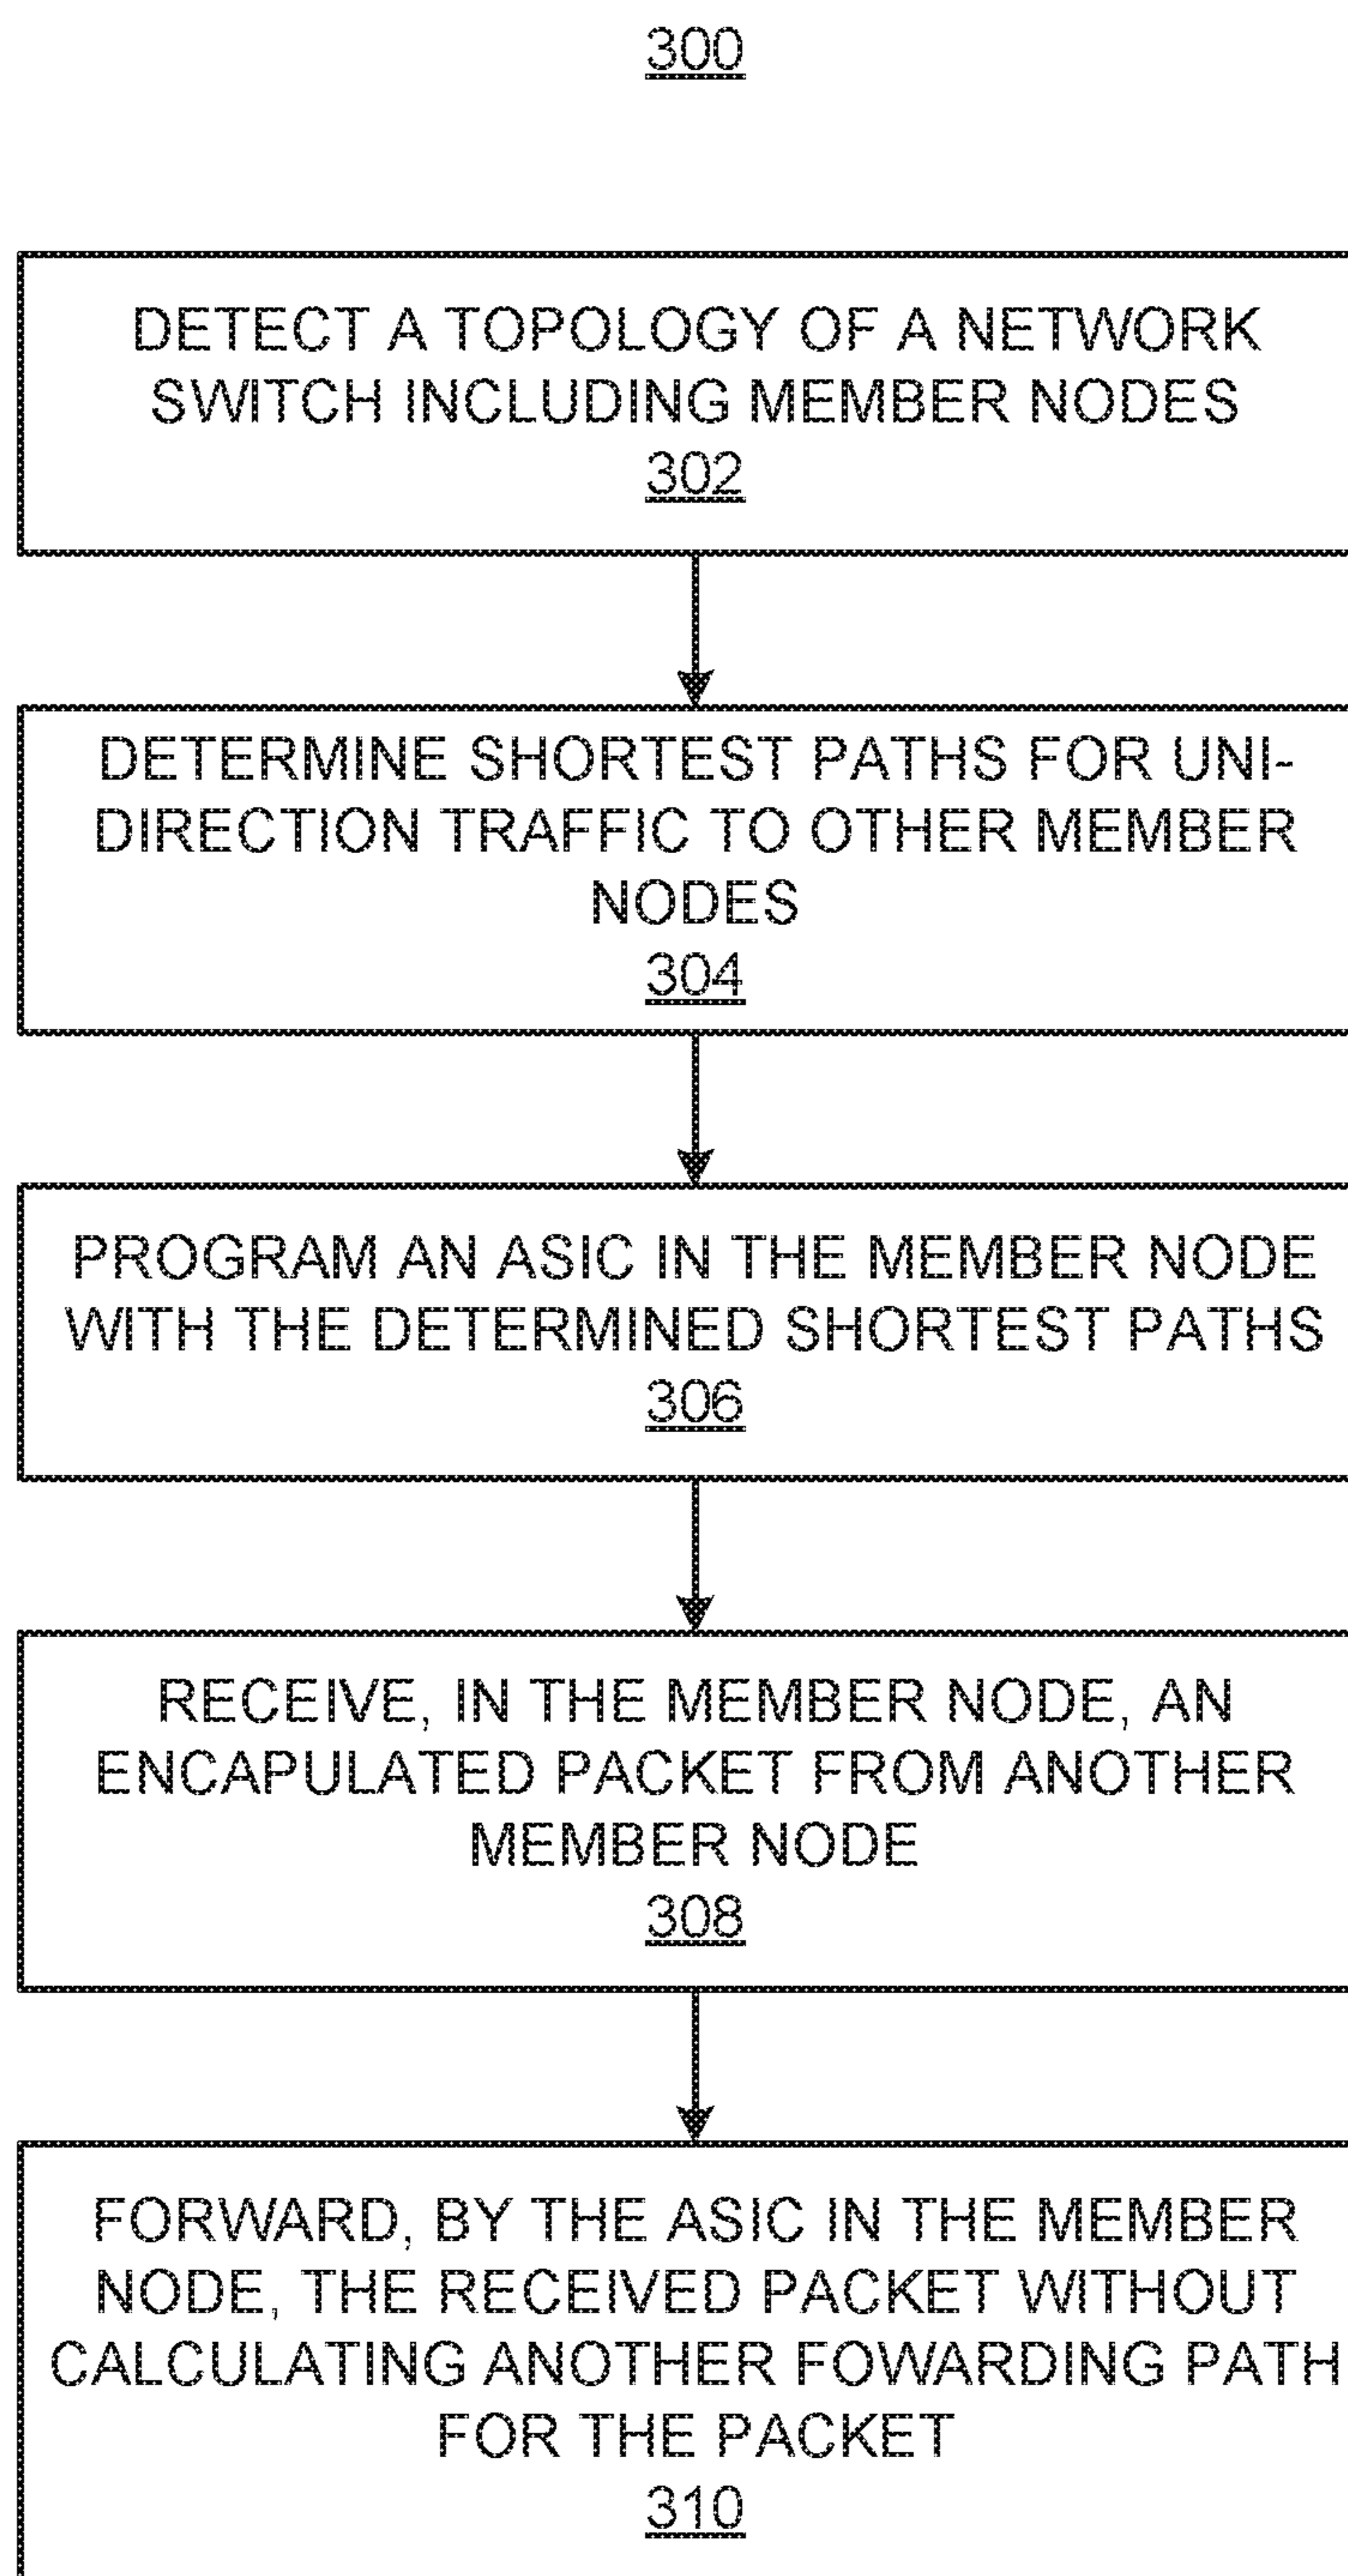 300
DETECT A TOPOLOGY OF A NETWORK
SWITCH INCLUDING MEMBER NODES
302
DETERMINE SHORTEST PATHS FOR UNI-
DIRECTION TRAFFIC TO OTHER MEMBER
NODES
304
PROGRAM AN ASIC IN THE MEMBER NODE
WITH THE DETERMINED SHORTEST PATHS
306
RECEIVE, IN THE MEMBER NODE, AN
ENCAPULATED PACKET FROM ANOTHER
MEMBER NODE
308
FORWARD, BY THE ASIC IN THE MEMBER
NODE, THE RECEIVED PACKET WITHOUT
CALCULATING ANOTHER FOWARDING PATH
FOR THE PACKET
310